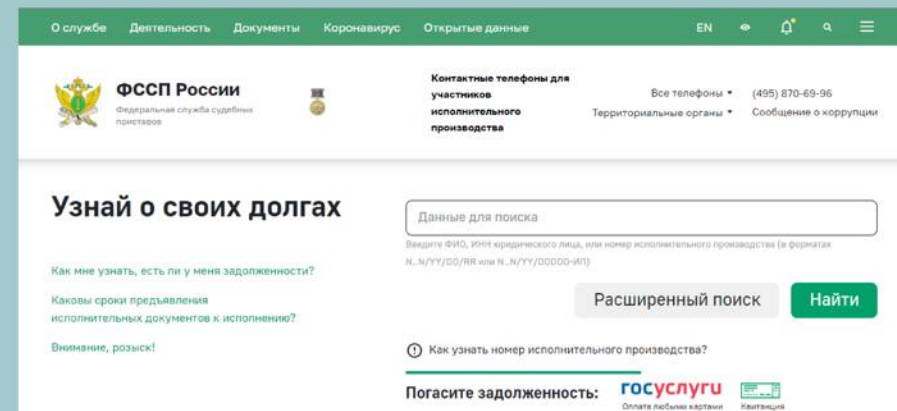 О службе Деятельность Документы Коронавирус Открытые данные EN
ФССП России
Федеральная служба судебных
приставов
Контактные телефоны для
участников
исполнительного
производства
Все телефоны
Территориальные органы
(495) 870-69-96
Сообщение о коррупции
Узнай о своих долгах
Как мне узнать, есть ли у меня задолженности?
Каковы сроки предъявления
исполнительных документов к исполнению?
Внимание, розыск!
Данные для поиска
Введите ФИО, ИНН юридического лица, или номер исполнительного производства (в форматах
N..N/YY/DD/RR или N..N/YY/DDDDD-ИП)
Расширенный поиск Найти
Как узнать номер исполнительного производства?
Погасите задолженность:
госуслуги
Оплата любыми картами
Квитанция